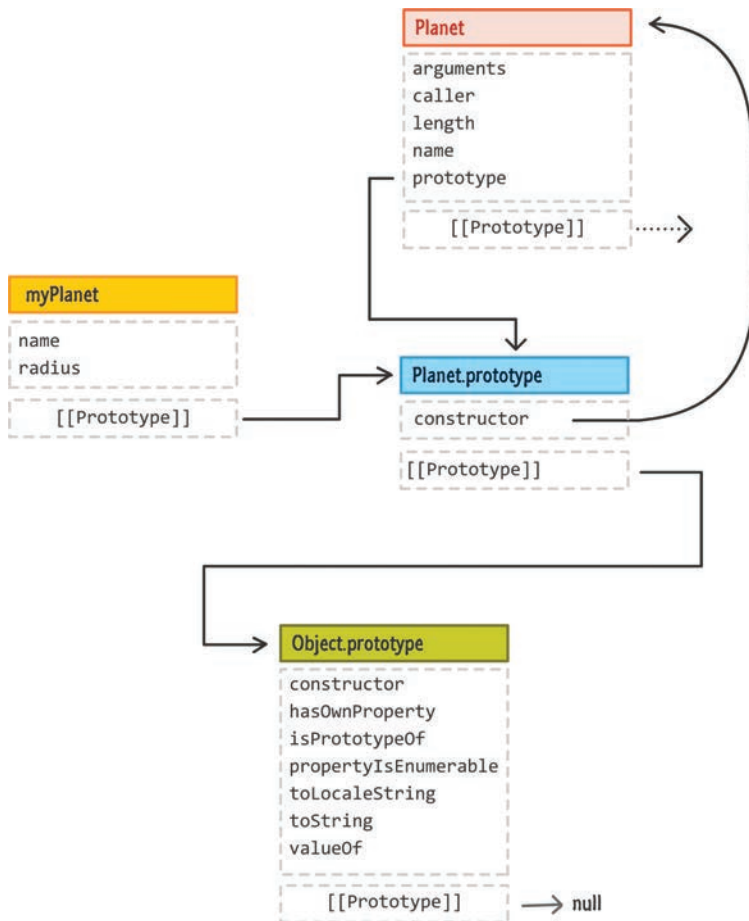 Planet
arguments
caller
length
name
prototype
[[Prototype]]
myPlanet
name
radius
[[Prototype]]
Planet.prototype
constructor
[[Prototype]]
Object.prototype
constructor
hasOwnProperty
isPrototypeOf
propertyIsEnumerable
toLocaleString
toString
valueOf
[[Prototype]]
null